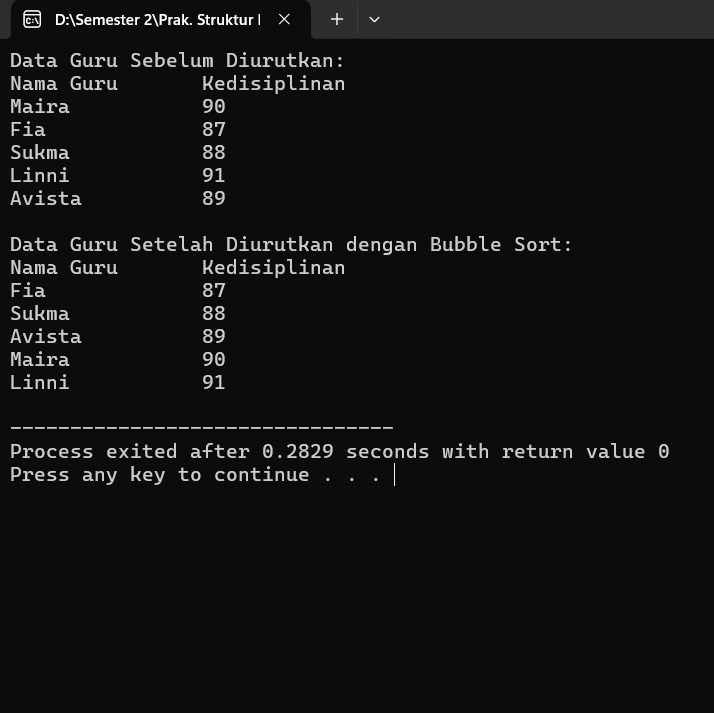 D:\Semester 2\Prak. Struktur
Data Guru Sebelum Diurutkan:
Nama Guru Kedisiplinan
Maira 90
Fia 87
Sukma 88
Linni 91
Avista 89
Data Guru Setelah Diurutkan dengan Bubble Sort:
Nama Guru Kedisiplinan
Fia 87
Sukma 88
Avista 89
Maira 90
Linni 91
--------------------------------
Process exited after 0.2829 seconds with return value 0
Press any key to continue . . .